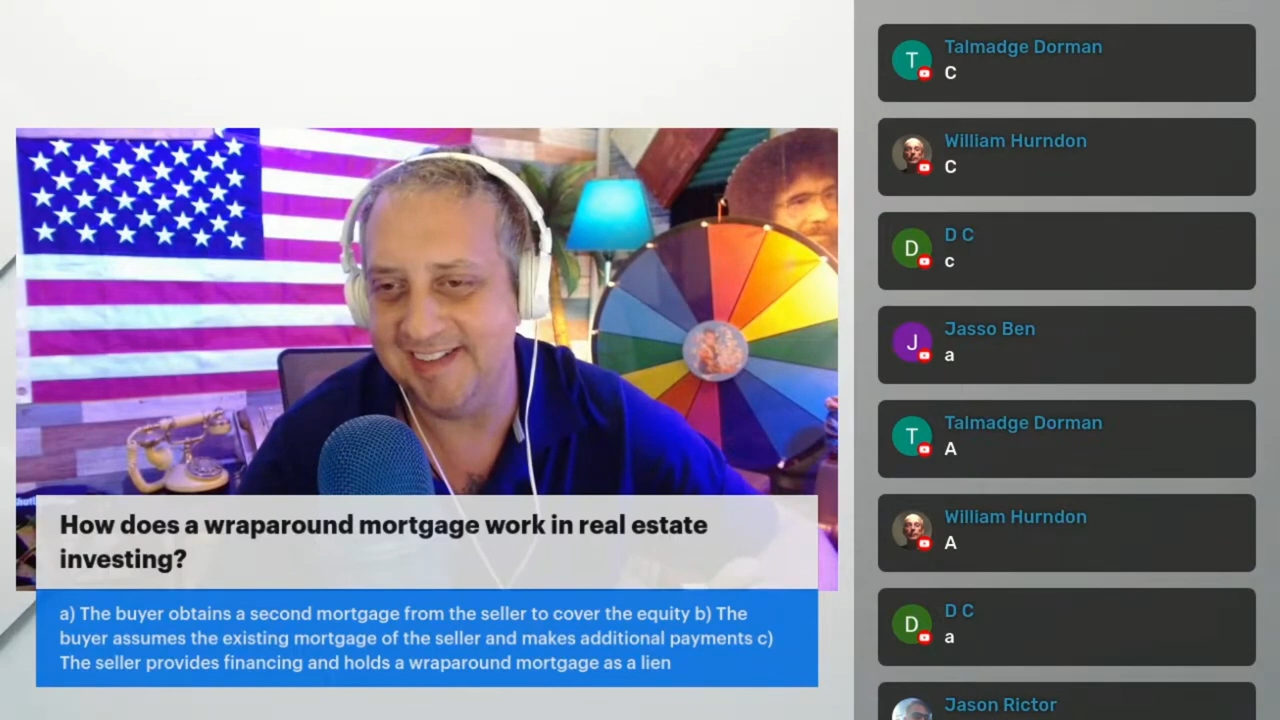 How does a wraparound mortgage work in real estate
investing?
a) The buyer obtains a second mortgage from the seller to cover the equity b) The
buyer assumes the existing mortgage of the seller and makes additional payments c)
The seller provides financing and holds a wraparound mortgage as a lien
T
Talmadge Dorman
C
William Hurndon
C
D
D C
c
J
Jasso Ben
a
T
Talmadge Dorman
A
William Hurndon
A
D
D C
a
Jason Rictor